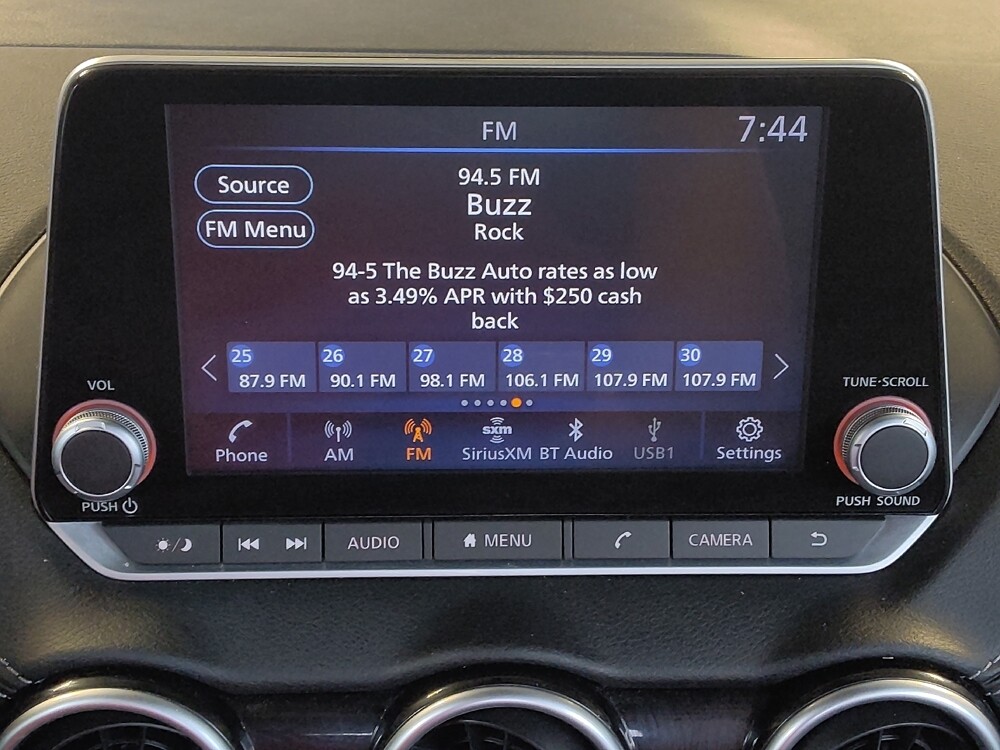 FM
7:44
Source
FM Menu
94.5 FM
Buzz
Rock
94-5 The Buzz Auto rates as low
as 3.49% APR with $250 cash
back
25 26 27 28 29 30
87.9 FM 90.1 FM 98.1 FM 106.1 FM 107.9 FM 107.9 FM
VOL
TUNE·SCROLL
sxm
Phone AM FM SiriusXM BT Audio USB1 Settings
PUSH
PUSH SOUND
AUDIO MENU CAMERA